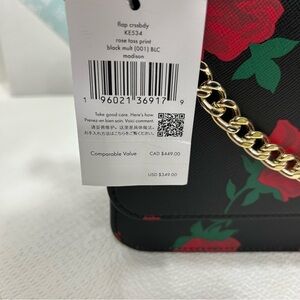 flap crssbdy
KE534
rose toss print
black mult (001) BLC
madison
1 96021 36917 9
Take good care. Here's how.
Prenez-en bien soin. Voici comment.
Comparable Value CAD $449.00
USD $349.00